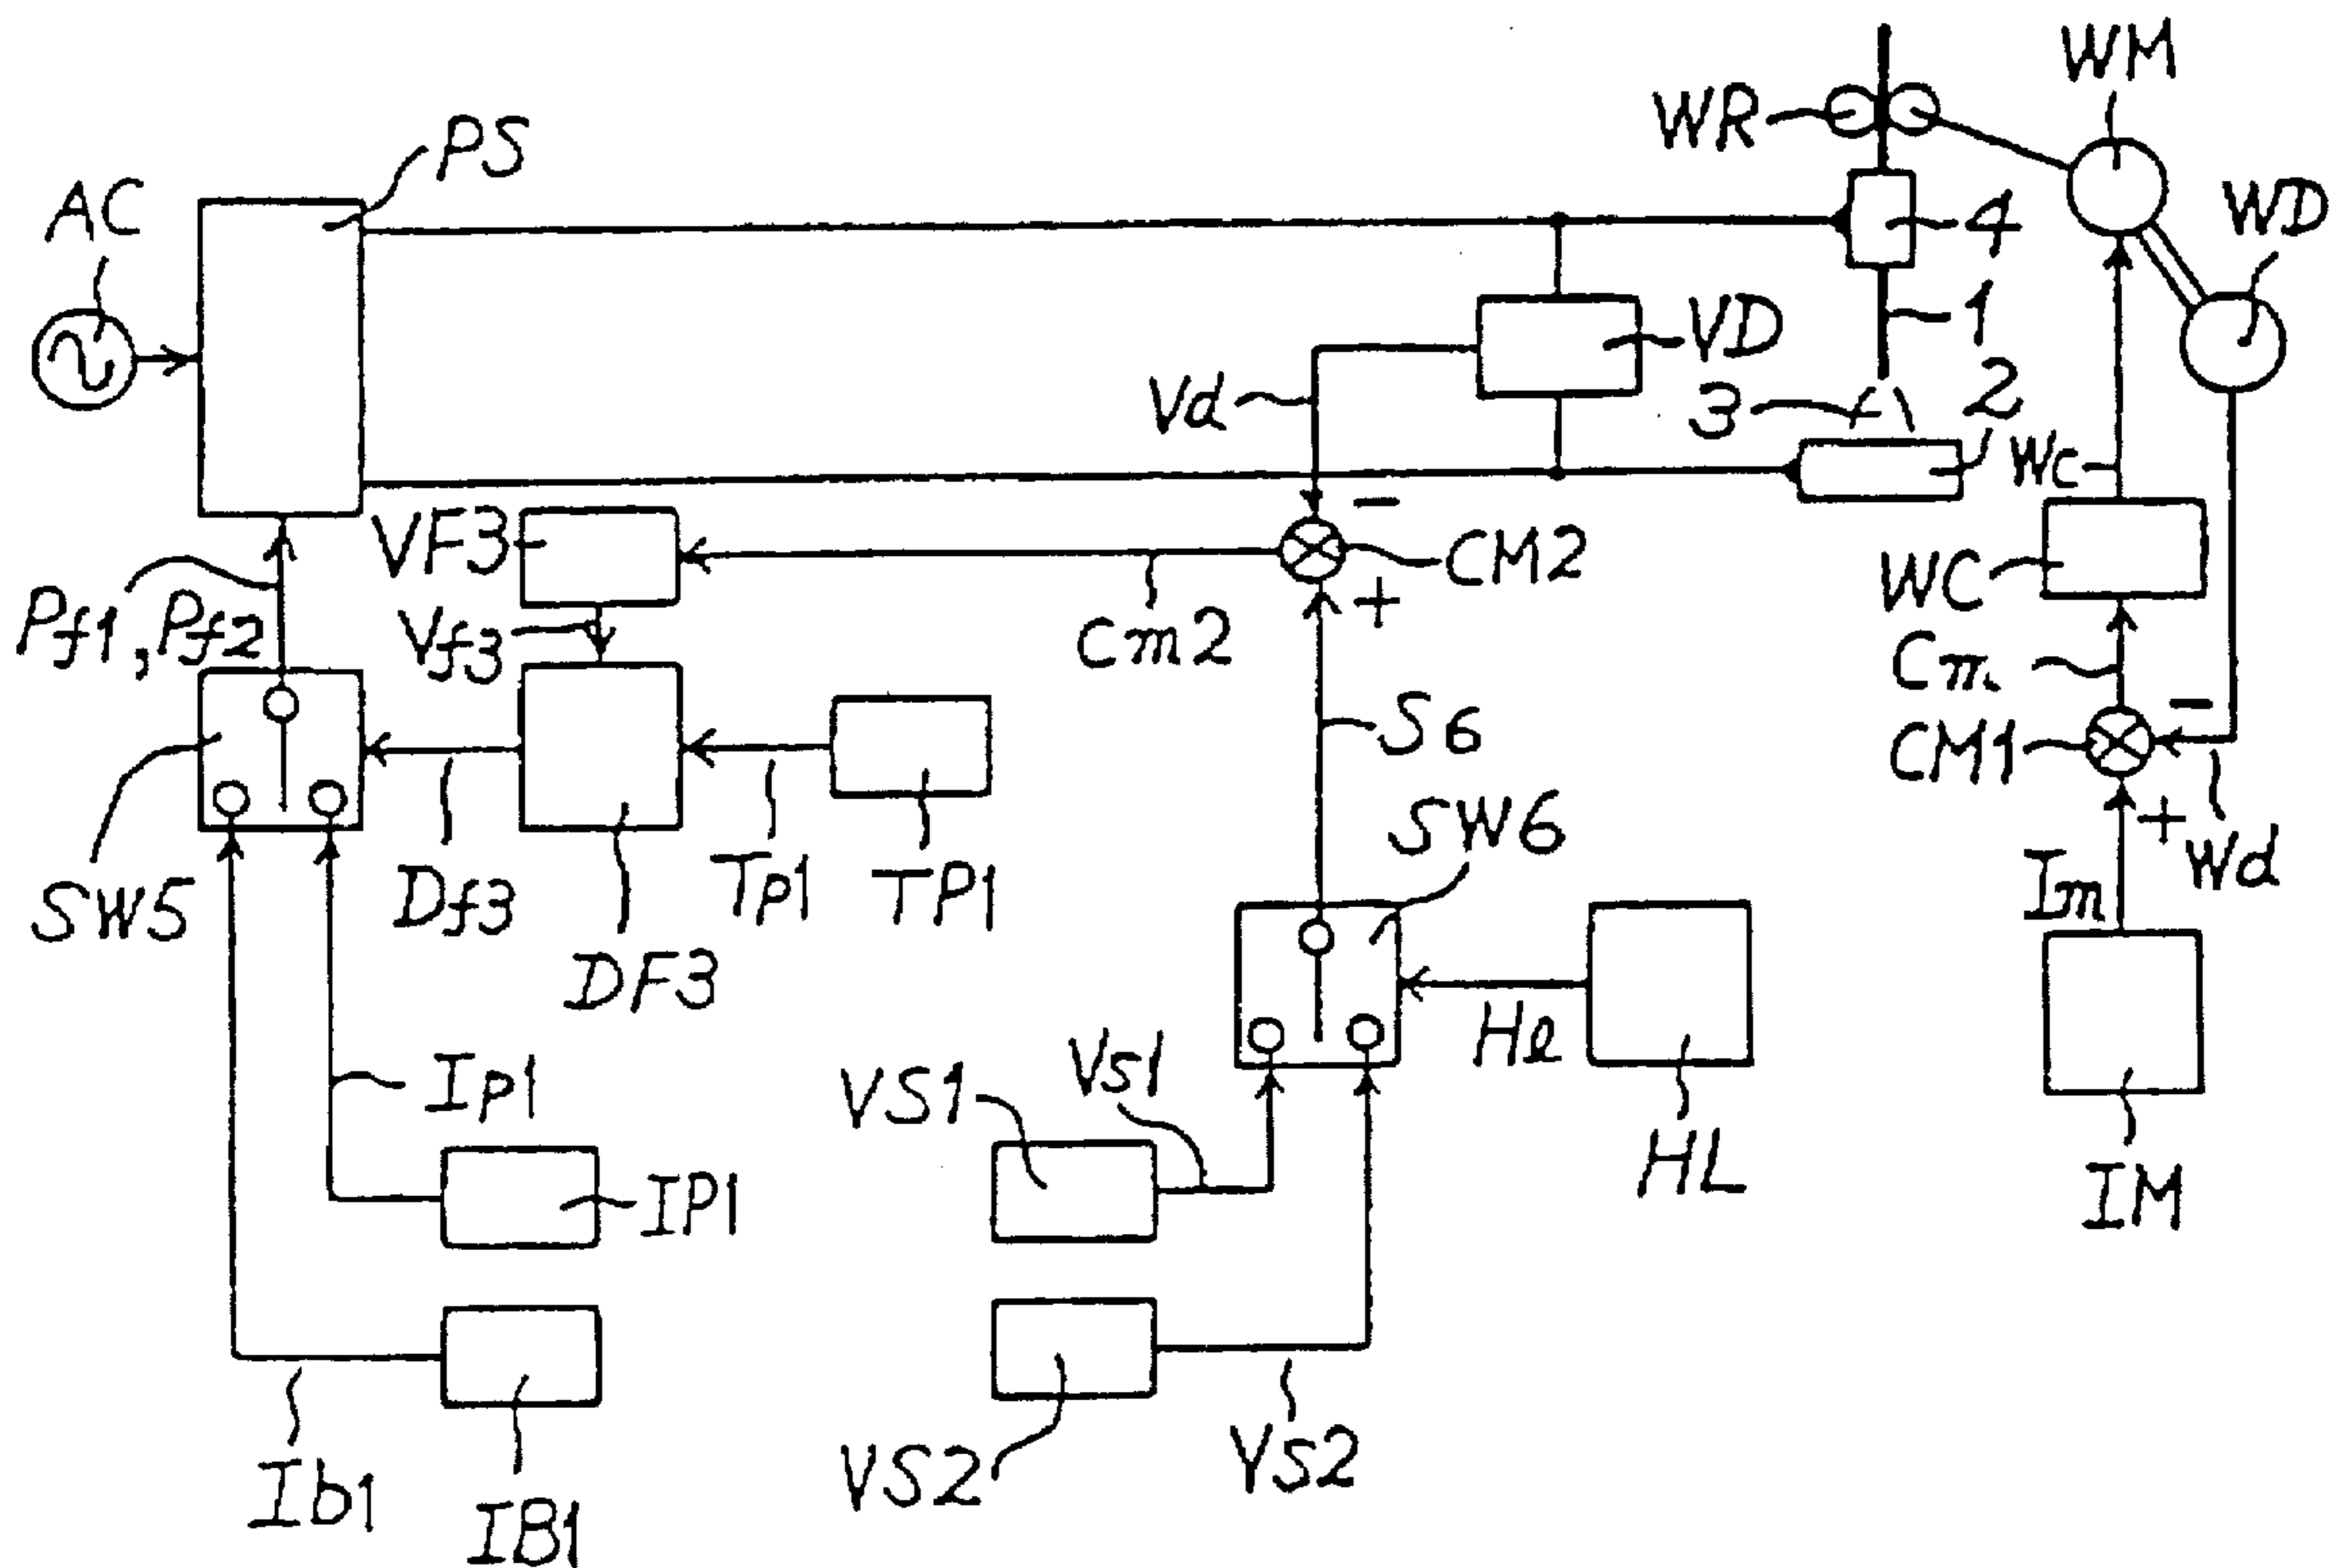 WM
PS
WR
AC
WD
4
VD
1
Vd
3
2
Wc
VF3
CM2
WC
Pf1, Pf2
Vf3
Cm2
Cm
S6
CM1
SW6
Wd
SW5
Df3
Tp1
TP1
Im
DF3
He
Ip1
VS1
Vs1
HL
IP1
IM
VS2
Vs2
Ib1
IB1
- 
+
-
+